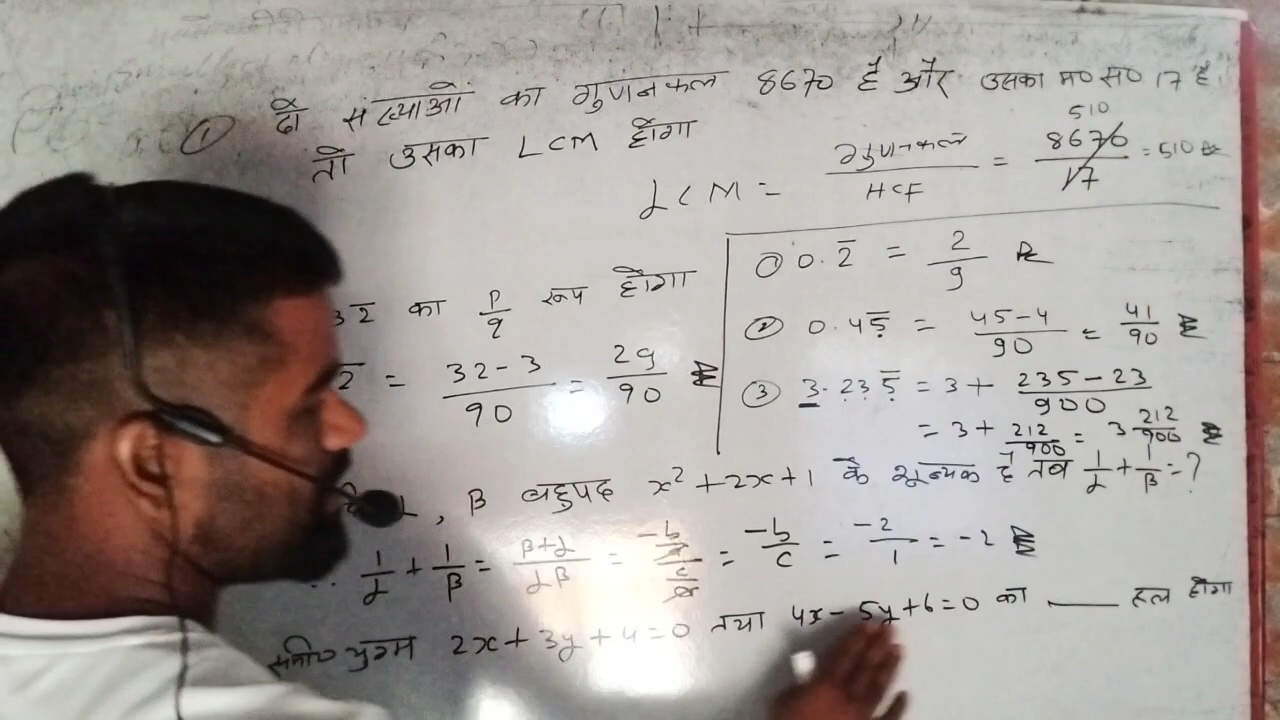 ① दो संख्याओं का गुणनफल 8670 है और उसका म० स० 17 है
तो उसका LCM होगा
LCM = गुणनफल / HCF = 8670 / 17 = 510
510
3 2̅ का p/q रूप होगा
2̅ = 32-3 / 90 = 29 / 90
① 0.2̅ = 2 / 9
② 0.45̅ = 45-4 / 90 = 41 / 90
③ 3.235̅ = 3 + 235-23 / 900
= 3 + 212 / 900 = 3 212 / 900
α, β बहुपद x² + 2x + 1 के शून्यक हैं तब 1/α + 1/β = ?
1/α + 1/β = β+α / αβ = -b/a / c/a = -b / c = -2 / 1 = -2
युग्म 2x + 3y + 4 = 0 तथा 4x - 5y + 6 = 0 का ____ हल होगा